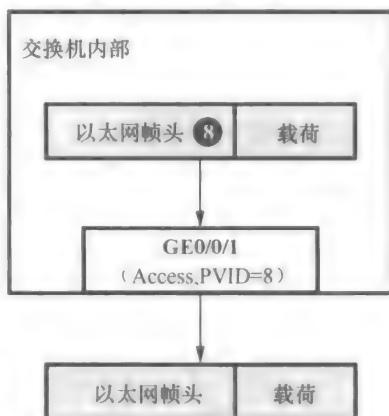 交换机内部
以太网帧头 8 载荷
GE0/0/1
(Access,PVID=8)
以太网帧头 载荷